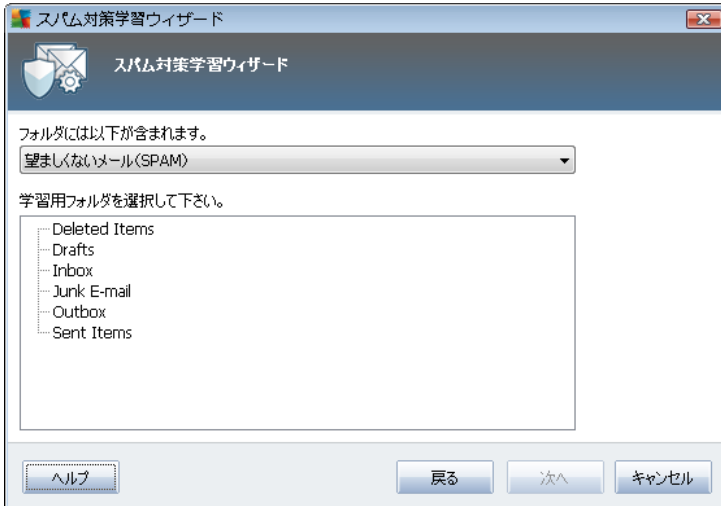 スパム対策学習ウィザード
スパム対策学習ウィザード
フォルダには以下が含まれます。
望ましくないメール(SPAM)
学習用フォルダを選択して下さい。
Deleted Items
Drafts
Inbox
Junk E-mail
Outbox
Sent Items
ヘルプ
戻る
次へ
キャンセル